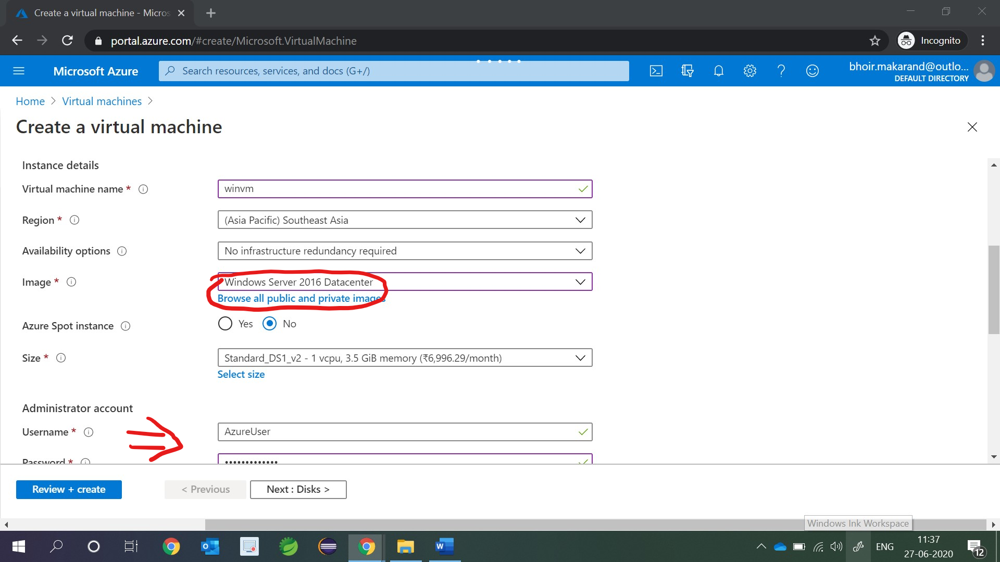 Create a virtual machine - Micros
portal.azure.com/#create/Microsoft.VirtualMachine
Incognito
Microsoft Azure
Search resources, services, and docs (G+/)
bhoir.makarand@outlo...
DEFAULT DIRECTORY
Home > Virtual machines >
Create a virtual machine
Instance details
Virtual machine name *
winvm
Region *
(Asia Pacific) Southeast Asia
Availability options
No infrastructure redundancy required
Image *
Windows Server 2016 Datacenter
Browse all public and private images
Azure Spot instance
Yes No
Size *
Standard_DS1_v2 - 1 vcpu, 3.5 GiB memory (₹6,996.29/month)
Select size
Administrator account
Username *
AzureUser
Password *
•••••••••••••
Review + create
< Previous
Next : Disks >
Windows Ink Workspace
ENG
11:37
27-06-2020
12